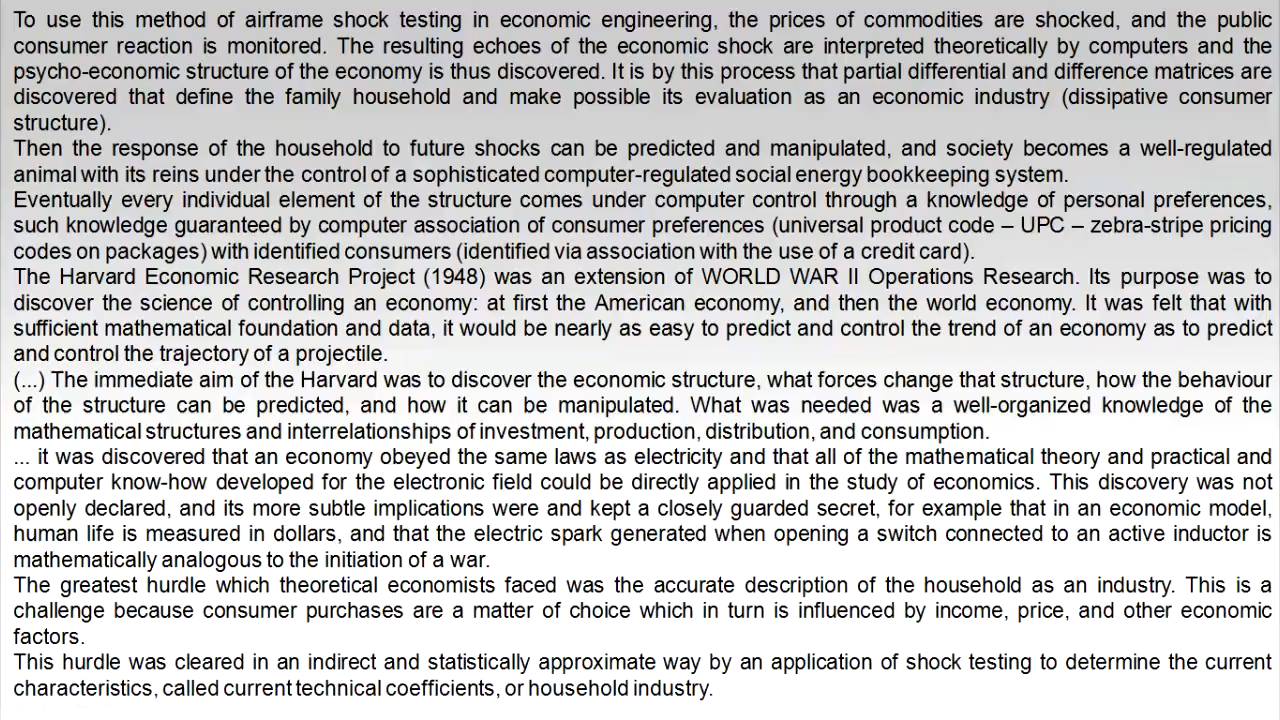 To use this method of airframe shock testing in economic engineering, the prices of commodities are shocked, and the public
consumer reaction is monitored. The resulting echoes of the economic shock are interpreted theoretically by computers and the
psycho-economic structure of the economy is thus discovered. It is by this process that partial differential and difference matrices are
discovered that define the family household and make possible its evaluation as an economic industry (dissipative consumer
structure).
Then the response of the household to future shocks can be predicted and manipulated, and society becomes a well-regulated
animal with its reins under the control of a sophisticated computer-regulated social energy bookkeeping system.
Eventually every individual element of the structure comes under computer control through a knowledge of personal preferences,
such knowledge guaranteed by computer association of consumer preferences (universal product code – UPC – zebra-stripe pricing
codes on packages) with identified consumers (identified via association with the use of a credit card).
The Harvard Economic Research Project (1948) was an extension of WORLD WAR II Operations Research. Its purpose was to
discover the science of controlling an economy: at first the American economy, and then the world economy. It was felt that with
sufficient mathematical foundation and data, it would be nearly as easy to predict and control the trend of an economy as to predict
and control the trajectory of a projectile.
(...) The immediate aim of the Harvard was to discover the economic structure, what forces change that structure, how the behaviour
of the structure can be predicted, and how it can be manipulated. What was needed was a well-organized knowledge of the
mathematical structures and interrelationships of investment, production, distribution, and consumption.
... it was discovered that an economy obeyed the same laws as electricity and that all of the mathematical theory and practical and
computer know-how developed for the electronic field could be directly applied in the study of economics. This discovery was not
openly declared, and its more subtle implications were and kept a closely guarded secret, for example that in an economic model,
human life is measured in dollars, and that the electric spark generated when opening a switch connected to an active inductor is
mathematically analogous to the initiation of a war.
The greatest hurdle which theoretical economists faced was the accurate description of the household as an industry. This is a
challenge because consumer purchases are a matter of choice which in turn is influenced by income, price, and other economic
factors.
This hurdle was cleared in an indirect and statistically approximate way by an application of shock testing to determine the current
characteristics, called current technical coefficients, or household industry.